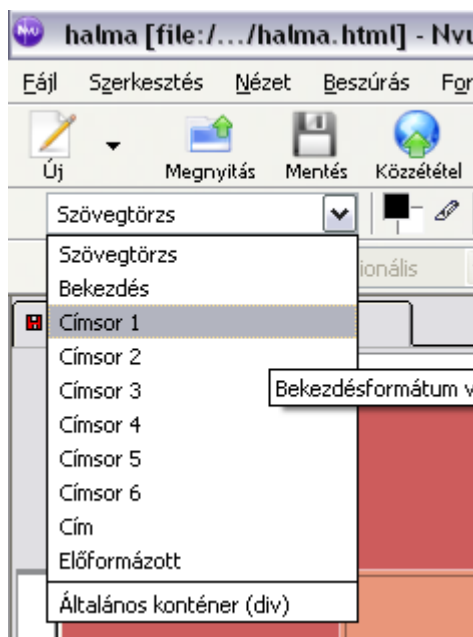 halma [file:/.../halma.html] - Nvu
Fájl Szerkesztés Nézet Beszúrás
Új Megnyitás Mentés Közzététel
Szövegtörzs
Szövegtörzs
Bekezdés
Címsor 1
Címsor 2
Címsor 3
Bekezdésformátum
Címsor 4
Címsor 5
Címsor 6
Cím
Előformázott
Általános konténer (div)